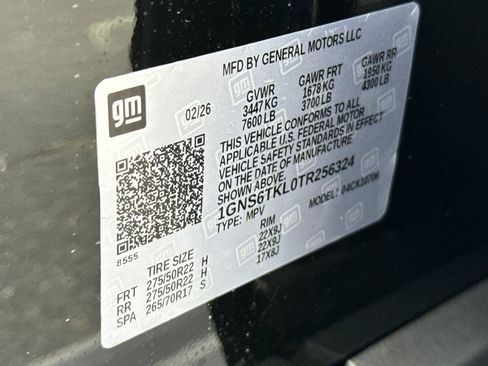 MFD BY GENERAL MOTORS LLC
gm
02/26
GVWR GAWR FRT GAWR RR
3447 KG 1678 KG 1950 KG
7600 LB 3700 LB 4300 LB
THIS VEHICLE CONFORMS TO ALL
APPLICABLE U.S. FEDERAL MOTOR
VEHICLE SAFETY STANDARDS IN EFFECT
ON THE DATE OF MANUFACTURE
SHOWN ABOVE.
1GNS6TKL0TR256324
TYPE: MPV MODEL: 04CK10706
8555
TIRE SIZE RIM
FRT 275/50R22 H 22X9J
RR 275/50R22 H 22X9J
SPA 265/70R17 S 17X8J